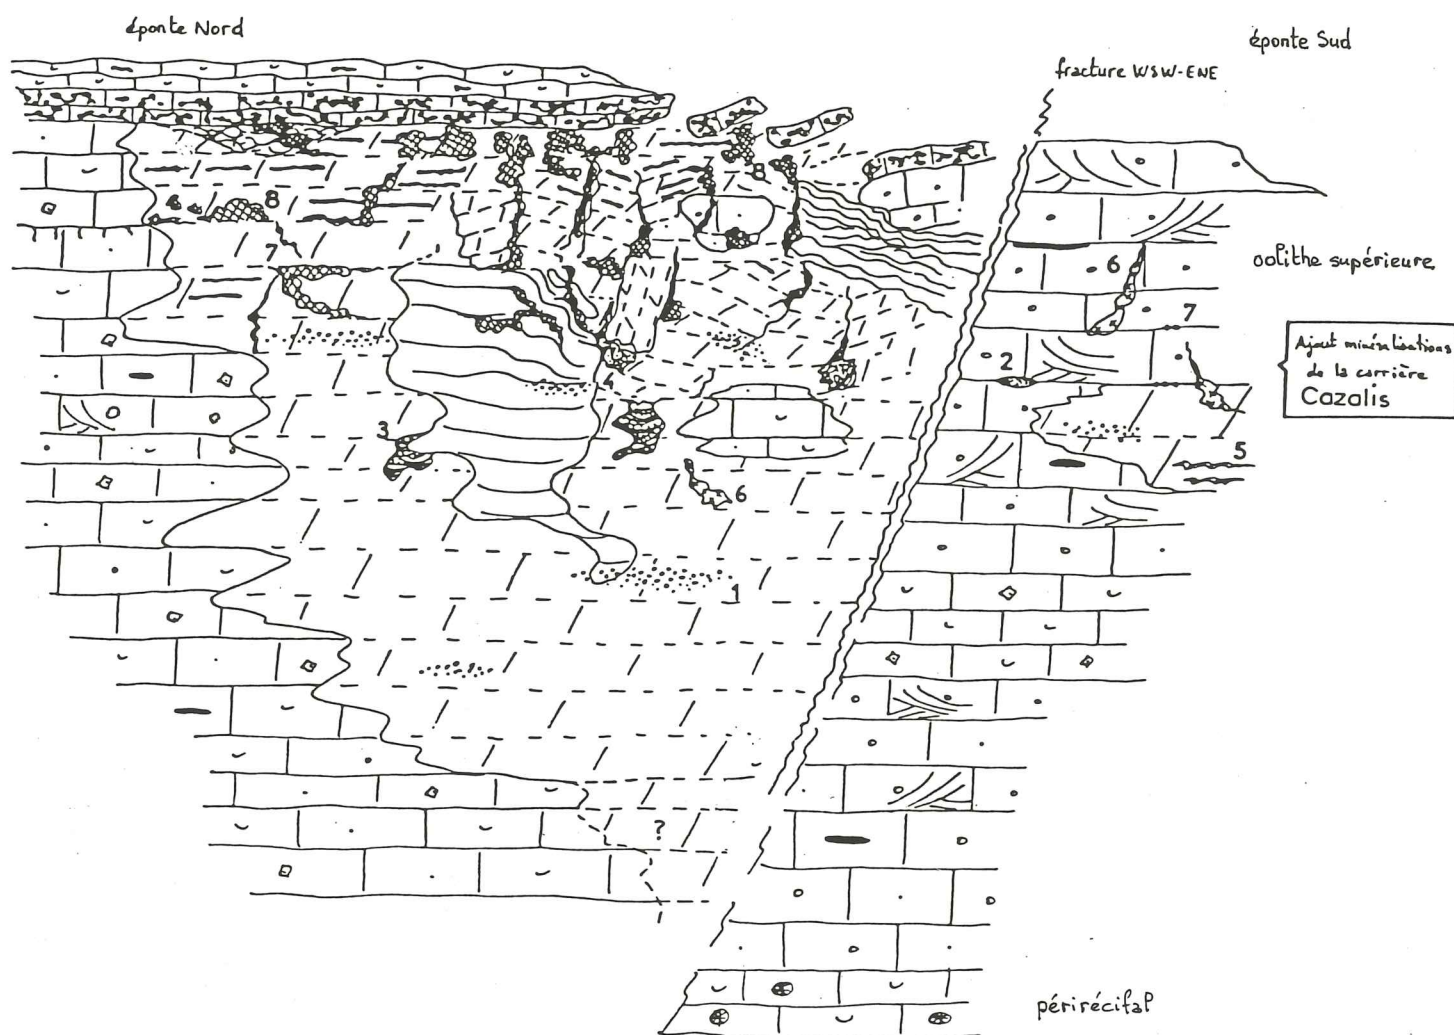 éponte Nord
éponte Sud
fracture WSW-ENE
oolithe supérieure
Ajout minéralisations
de la carrière
Cazalis
8
8
7
6
7
2
4
3
5
6
1
?
périrécifal